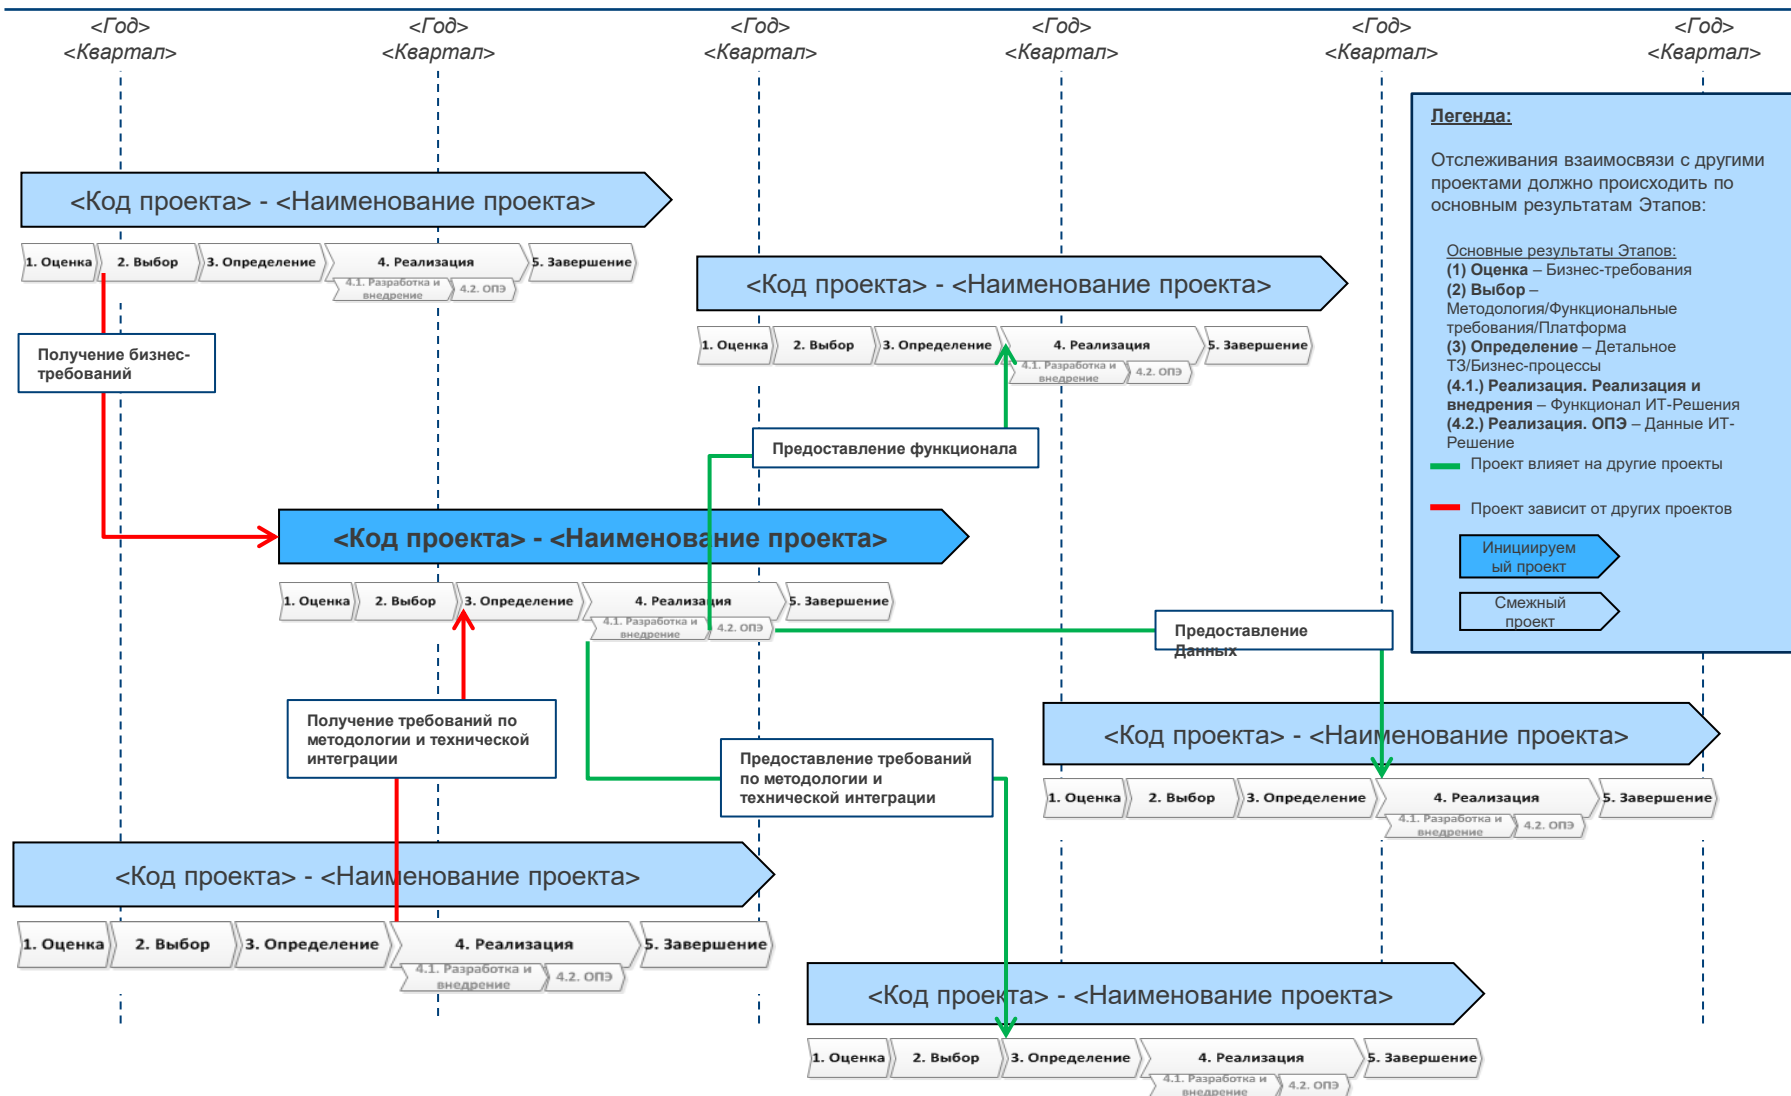 <Год>
<Квартал>
<Год>
<Квартал>
<Год>
<Квартал>
<Год>
<Квартал>
<Год>
<Квартал>
<Год>
<Квартал>
<Код проекта> - <Наименование проекта>
1. Оценка
2. Выбор
3. Определение
4. Реализация
5. Завершение
4.1. Разработка и
внедрение
4.2. ОПЭ
Получение бизнес-
требований
<Код проекта> - <Наименование проекта>
1. Оценка
2. Выбор
3. Определение
4. Реализация
5. Завершение
4.1. Разработка и
внедрение
4.2. ОПЭ
Предоставление функционала
<Код проекта> - <Наименование проекта>
1. Оценка
2. Выбор
3. Определение
4. Реализация
5. Завершение
4.1. Разработка и
внедрение
4.2. ОПЭ
Предоставление
Данных
Получение требований по
методологии и технической
интеграции
Предоставление требований
по методологии и
технической интеграции
<Код проекта> - <Наименование проекта>
1. Оценка
2. Выбор
3. Определение
4. Реализация
5. Завершение
4.1. Разработка и
внедрение
4.2. ОПЭ
<Код проекта> - <Наименование проекта>
1. Оценка
2. Выбор
3. Определение
4. Реализация
5. Завершение
4.1. Разработка и
внедрение
4.2. ОПЭ
<Код проекта> - <Наименование проекта>
1. Оценка
2. Выбор
3. Определение
4. Реализация
5. Завершение
4.1. Разработка и
внедрение
4.2. ОПЭ
Легенда:
Отслеживания взаимосвязи с другими
проектами должно происходить по
основным результатам Этапов:
Основные результаты Этапов:
(1) Оценка – Бизнес-требования
(2) Выбор –
Методология/Функциональные
требования/Платформа
(3) Определение – Детальное
ТЗ/Бизнес-процессы
(4.1.) Реализация. Реализация и
внедрения – Функционал ИТ-Решения
(4.2.) Реализация. ОПЭ – Данные ИТ-
Решение
Проект влияет на другие проекты
Проект зависит от других проектов
Инициируем
ый проект
Смежный
проект